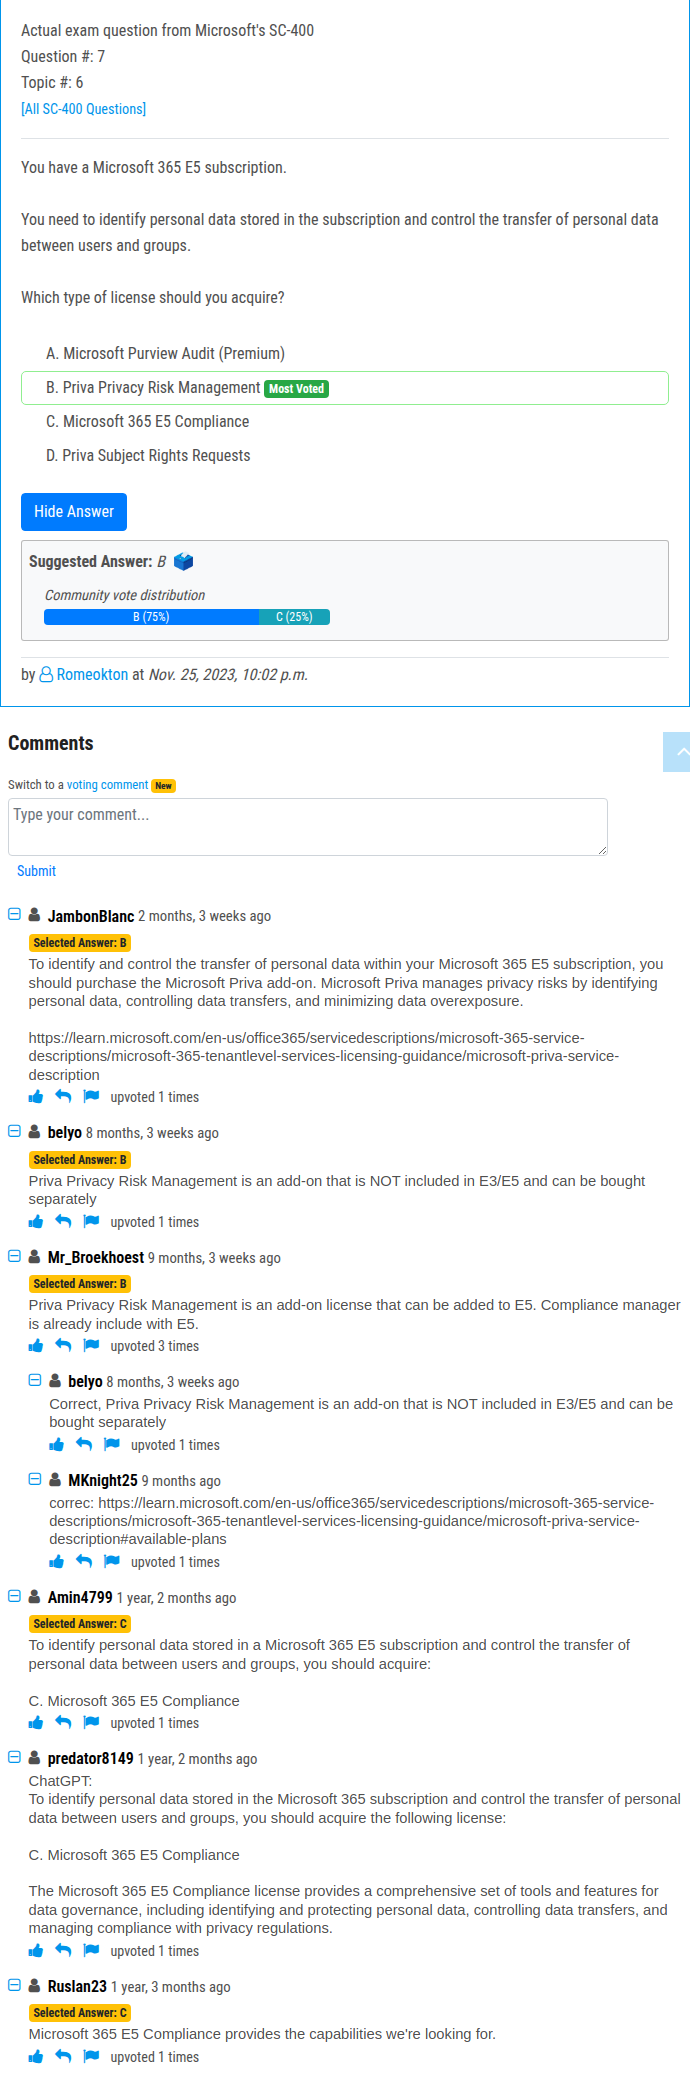 Actual exam question from Microsoft's SC-400
Question #: 7
Topic #: 6
[All SC-400 Questions]
You have a Microsoft 365 E5 subscription.
You need to identify personal data stored in the subscription and control the transfer of personal data
between users and groups.
Which type of license should you acquire?
A. Microsoft Purview Audit (Premium)
B. Priva Privacy Risk Management Most Voted
C. Microsoft 365 E5 Compliance
D. Priva Subject Rights Requests
Hide Answer
Suggested Answer: B
Community vote distribution
B (75%) C (25%)
by Romeokton at Nov. 25, 2023, 10:02 p.m.
Comments
Switch to a voting comment New
Type your comment...
Submit
JambonBlanc 2 months, 3 weeks ago
Selected Answer: B
To identify and control the transfer of personal data within your Microsoft 365 E5 subscription, you
should purchase the Microsoft Priva add-on. Microsoft Priva manages privacy risks by identifying
personal data, controlling data transfers, and minimizing data overexposure.
https://learn.microsoft.com/en-us/office365/servicedescriptions/microsoft-365-service-
descriptions/microsoft-365-tenantlevel-services-licensing-guidance/microsoft-priva-service-
description
upvoted 1 times
belyo 8 months, 3 weeks ago
Selected Answer: B
Priva Privacy Risk Management is an add-on that is NOT included in E3/E5 and can be bought
separately
upvoted 1 times
Mr_Broekhoest 9 months, 3 weeks ago
Selected Answer: B
Priva Privacy Risk Management is an add-on license that can be added to E5. Compliance manager
is already include with E5.
upvoted 3 times
belyo 8 months, 3 weeks ago
Correct, Priva Privacy Risk Management is an add-on that is NOT included in E3/E5 and can be
bought separately
upvoted 1 times
MKnight25 9 months ago
correc: https://learn.microsoft.com/en-us/office365/servicedescriptions/microsoft-365-service-
descriptions/microsoft-365-tenantlevel-services-licensing-guidance/microsoft-priva-service-
description#available-plans
upvoted 1 times
Amin4799 1 year, 2 months ago
Selected Answer: C
To identify personal data stored in a Microsoft 365 E5 subscription and control the transfer of
personal data between users and groups, you should acquire:
C. Microsoft 365 E5 Compliance
upvoted 1 times
predator8149 1 year, 2 months ago
ChatGPT:
To identify personal data stored in the Microsoft 365 subscription and control the transfer of personal
data between users and groups, you should acquire the following license:
C. Microsoft 365 E5 Compliance
The Microsoft 365 E5 Compliance license provides a comprehensive set of tools and features for
data governance, including identifying and protecting personal data, controlling data transfers, and
managing compliance with privacy regulations.
upvoted 1 times
Ruslan23 1 year, 3 months ago
Selected Answer: C
Microsoft 365 E5 Compliance provides the capabilities we're looking for.
upvoted 1 times